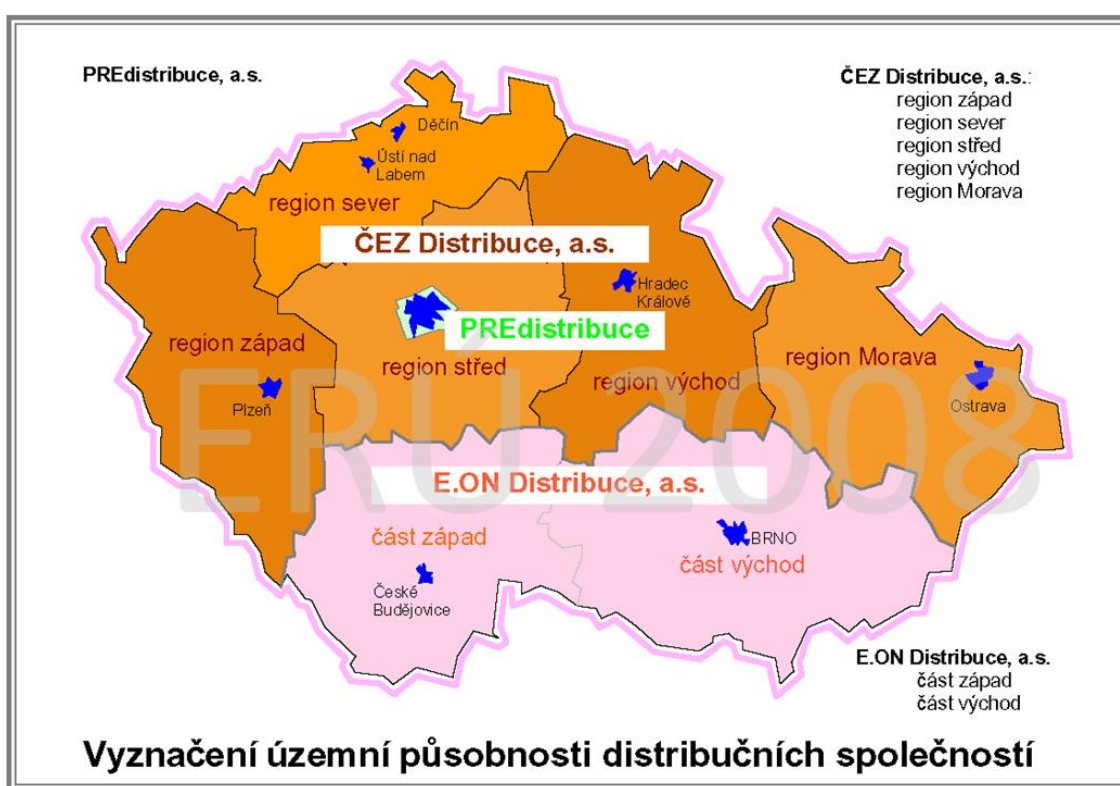 PREdistribuce, a.s.
ČEZ Distribuce, a.s.:
region západ
region sever
region střed
region východ
region Morava
Děčín
Ústí nad
Labem
region sever
ČEZ Distribuce, a.s.
Hradec
Králové
PREdistribuce
region západ
region střed
region východ
region Morava
Plzeň
Ostrava
ERÚ 2008
E.ON Distribuce, a.s.
část západ
BRNO
část východ
České
Budějovice
E.ON Distribuce, a.s.
část západ
část východ
Vyznačení územní působnosti distribučních společností